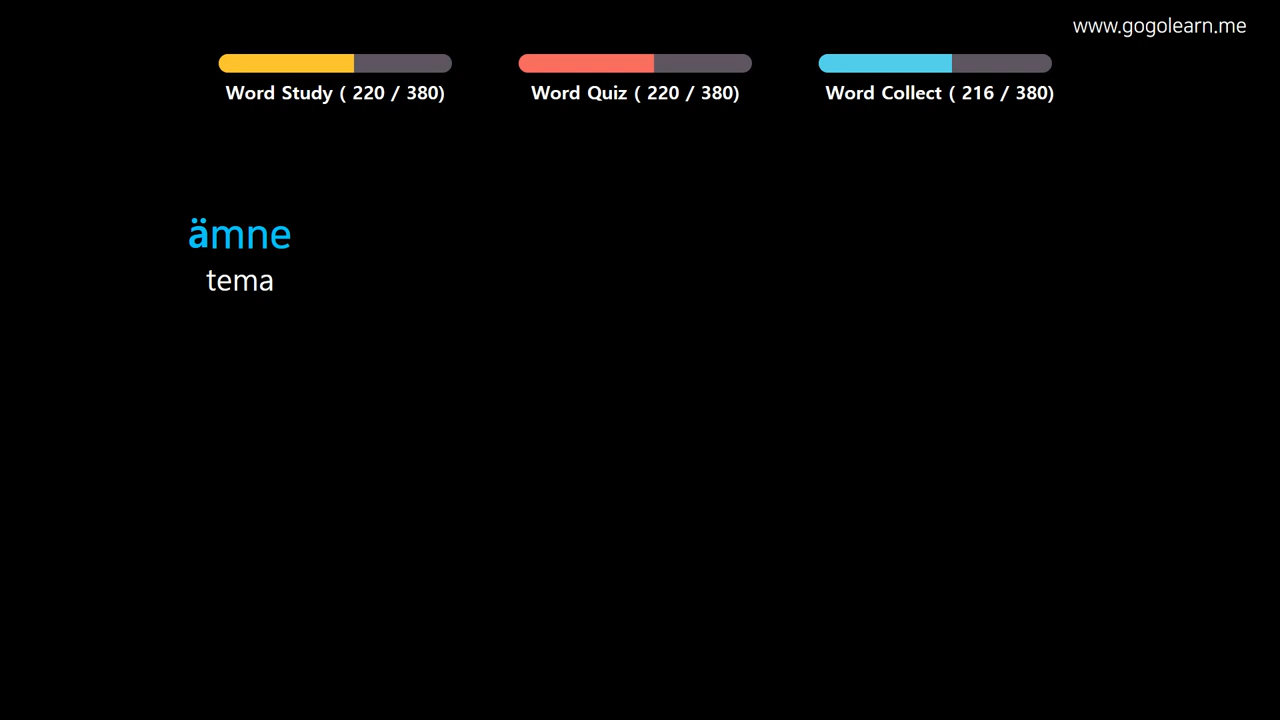 www.gogolearn.me
Word Study ( 220 / 380)
Word Quiz ( 220 / 380)
Word Collect ( 216 / 380)
ämne
tema